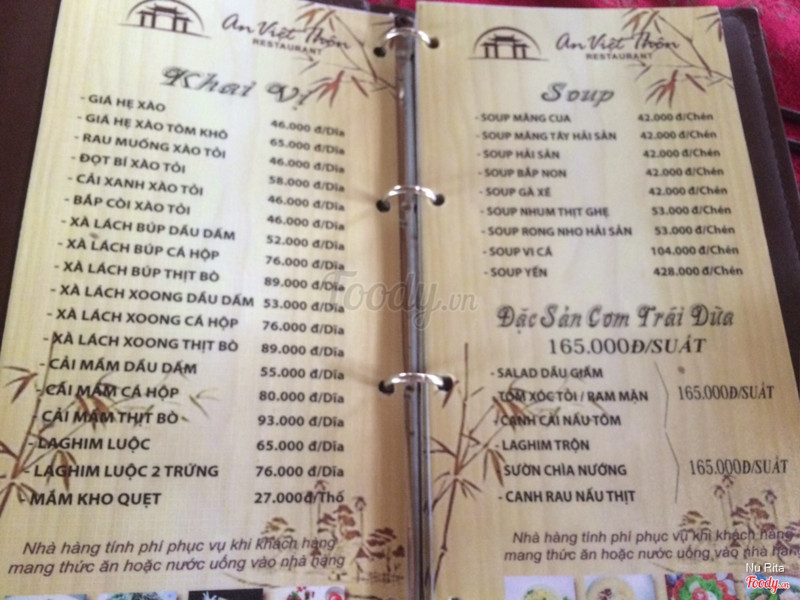 An Việt Thôn
RESTAURANT
Khai Vị
- GIÁ HẸ XÀO 46.000 đ/Dĩa
- GIÁ HẸ XÀO TÔM KHÔ 65.000 đ/Dĩa
- RAU MUỐNG XÀO TỎI 46.000 đ/Dĩa
- ĐỌT BÍ XÀO TỎI 58.000 đ/Dĩa
- CẢI XANH XÀO TỎI 46.000 đ/Dĩa
- BẮP CÒI XÀO TỎI 46.000 đ/Dĩa
- XÀ LÁCH BÚP DẦU DẤM 52.000 đ/Dĩa
- XÀ LÁCH BÚP CÁ HỘP 76.000 đ/Dĩa
- XÀ LÁCH BÚP THỊT BÒ 89.000 đ/Dĩa
- XÀ LÁCH XOONG DẦU DẤM 53.000 đ/Dĩa
- XÀ LÁCH XOONG CÁ HỘP 76.000 đ/Dĩa
- XÀ LÁCH XOONG THỊT BÒ 89.000 đ/Dĩa
- CẢI MẦM DẦU DẤM 55.000 đ/Dĩa
- CẢI MẦM CÁ HỘP 80.000 đ/Dĩa
- CẢI MẦM THỊT BÒ 93.000 đ/Dĩa
- LAGHIM LUỘC 65.000 đ/Dĩa
- LAGHIM LUỘC 2 TRỨNG 76.000 đ/Dĩa
- MẮM KHO QUẸT 27.000đ/Thố
Nhà hàng tính phí phục vụ khi khách hàng
mang thức ăn hoặc nước uống vào nhà hàng
An Việt Thôn
RESTAURANT
Soup
- SOUP MĂNG CUA 42.000 đ/Chén
- SOUP MĂNG TÂY HẢI SẢN 42.000 đ/Chén
- SOUP HẢI SẢN 42.000 đ/Chén
- SOUP BẮP NON 42.000 đ/Chén
- SOUP GÀ XÉ 42.000 đ/Chén
- SOUP NHUM THỊT GHẸ 53.000 đ/Chén
- SOUP RONG NHO HẢI SẢN 53.000 đ/Chén
- SOUP VI CÁ 104.000 đ/Chén
- SOUP YẾN 428.000 đ/Chén
Đặc Sản Cơm Trái Dừa
165.000Đ/SUẤT
- SALAD DẦU GIẤM
- TÔM XÓC TỎI / RAM MẶN 165.000Đ/SUẤT
- CANH CẢI NẤU TÔM
- LAGHIM TRỘN
SƯỜN CHÌA NƯỚNG 165.000Đ/SUẤT
- CANH RAU NẤU THỊT
Nhà hàng tính phí phục vụ khi khách hàng
mang thức ăn hoặc nước uống vào nhà hàng
Foody.vn
Nu Rita
Foody.vn